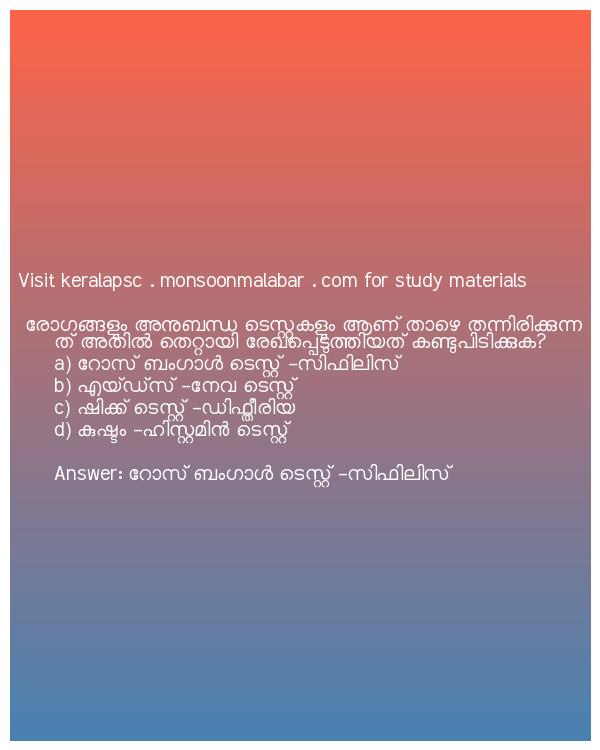 Visit keralapsc . monsoonmalabar . com for study materials
രോഗങ്ങളും അനുബന്ധ ടെസ്റ്റുകളും ആണ് താഴെ തന്നിരിക്കുന്ന
ത് അതിൽ തെറ്റായി രേഖപ്പെടുത്തിയത് കണ്ടുപിടിക്കുക?
a) റോസ് ബംഗാൾ ടെസ്റ്റ് -സിഫിലിസ്
b) എയ്ഡ്സ് -നേവ ടെസ്റ്റ്
c) ഷിക്ക് ടെസ്റ്റ് -ഡിഫ്തീരിയ
d) കുഷ്ടം -ഹിസ്റ്റമിൻ ടെസ്റ്റ്
Answer: റോസ് ബംഗാൾ ടെസ്റ്റ് -സിഫിലിസ്